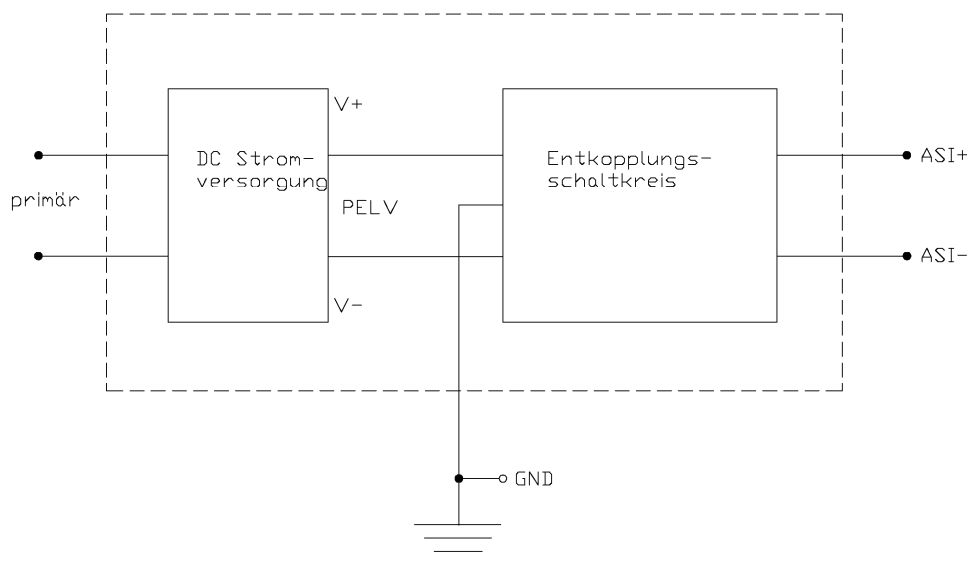 V+
DC Strom-
versorgung
Entkopplungs-
schaltkreis
ASI+
primär
PELV
ASI-
V-
GND